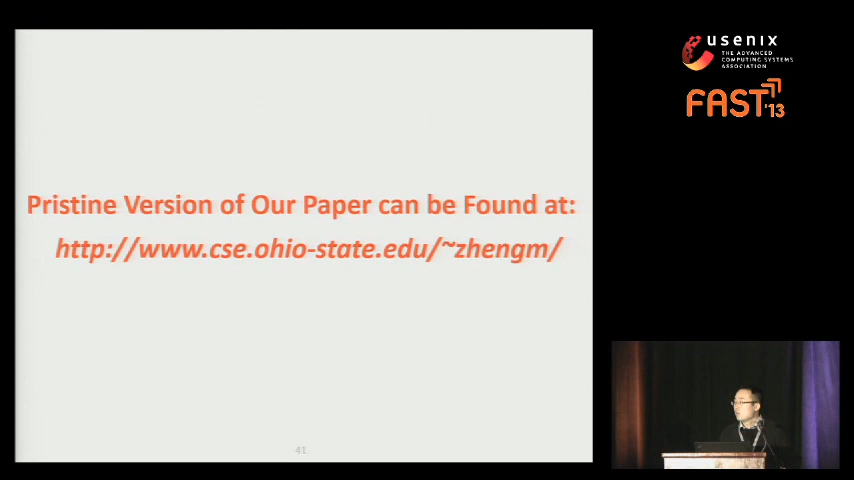 usenix
THE ADVANCED
COMPUTING SYSTEMS
ASSOCIATION
FAST'13
Pristine Version of Our Paper can be Found at:
http://www.cse.ohio-state.edu/~zhengm/
41